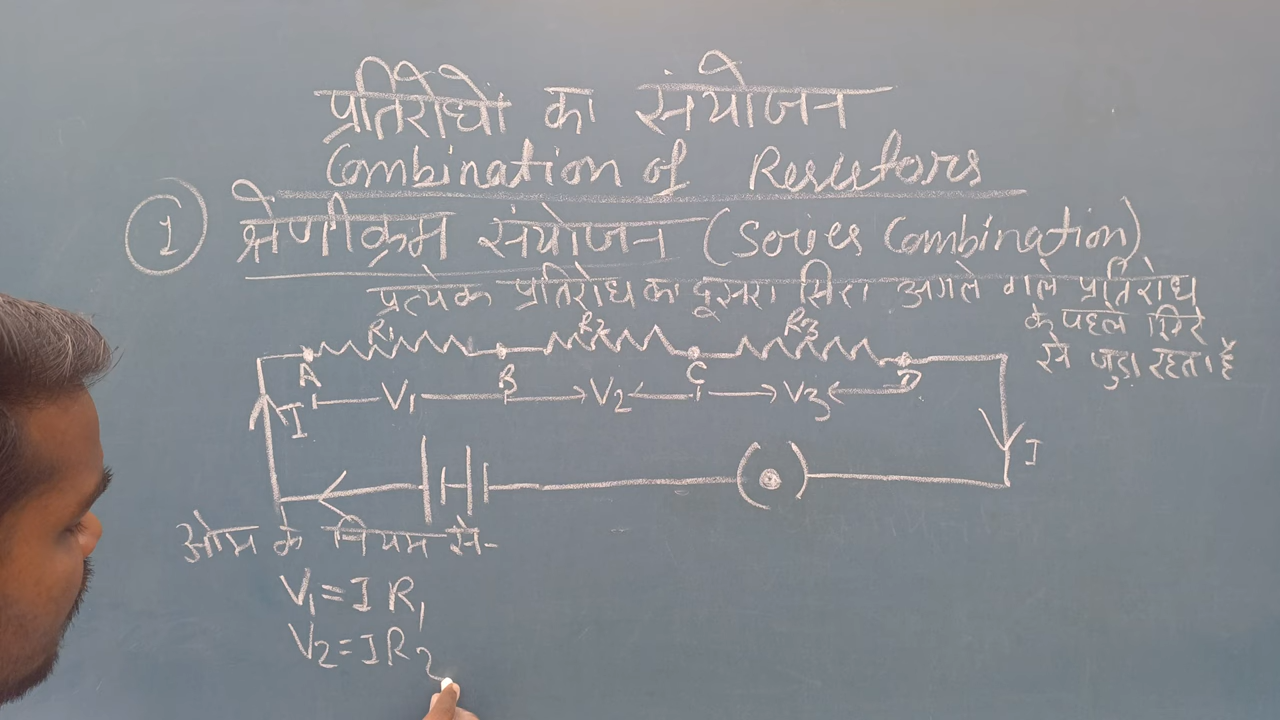 प्रतिरोधों का संयोजन
Combination of Resistors
1 श्रेणीक्रम संयोजन (Series Combination)
प्रत्येक प्रतिरोध का दूसरा सिरा अगले गले प्रतिरोध
के पहले सिरे
से जुड़ा रहता है
R1 R2 R3
A B C D
I V1 V2 V3
I
ओम के नियम से-
V1 = I R1
V2 = I R2